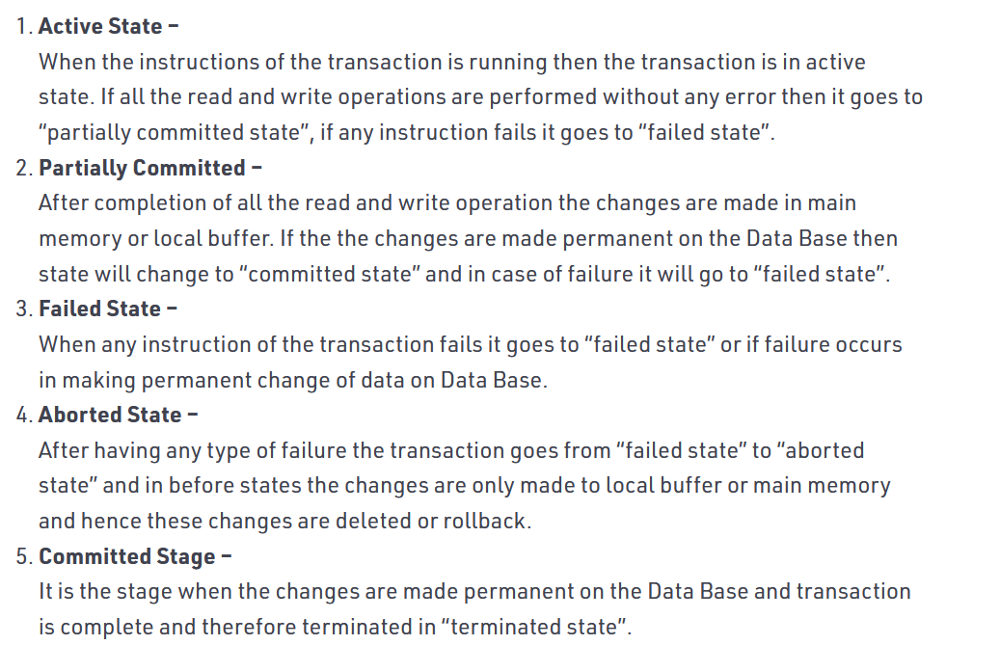 1. Active State –
When the instructions of the transaction is running then the transaction is in active
state. If all the read and write operations are performed without any error then it goes to
“partially committed state”, if any instruction fails it goes to “failed state”.
2. Partially Committed –
After completion of all the read and write operation the changes are made in main
memory or local buffer. If the the changes are made permanent on the Data Base then
state will change to “committed state” and in case of failure it will go to “failed state”.
3. Failed State –
When any instruction of the transaction fails it goes to “failed state” or if failure occurs
in making permanent change of data on Data Base.
4. Aborted State –
After having any type of failure the transaction goes from “failed state” to “aborted
state” and in before states the changes are only made to local buffer or main memory
and hence these changes are deleted or rollback.
5. Committed Stage –
It is the stage when the changes are made permanent on the Data Base and transaction
is complete and therefore terminated in “terminated state”.